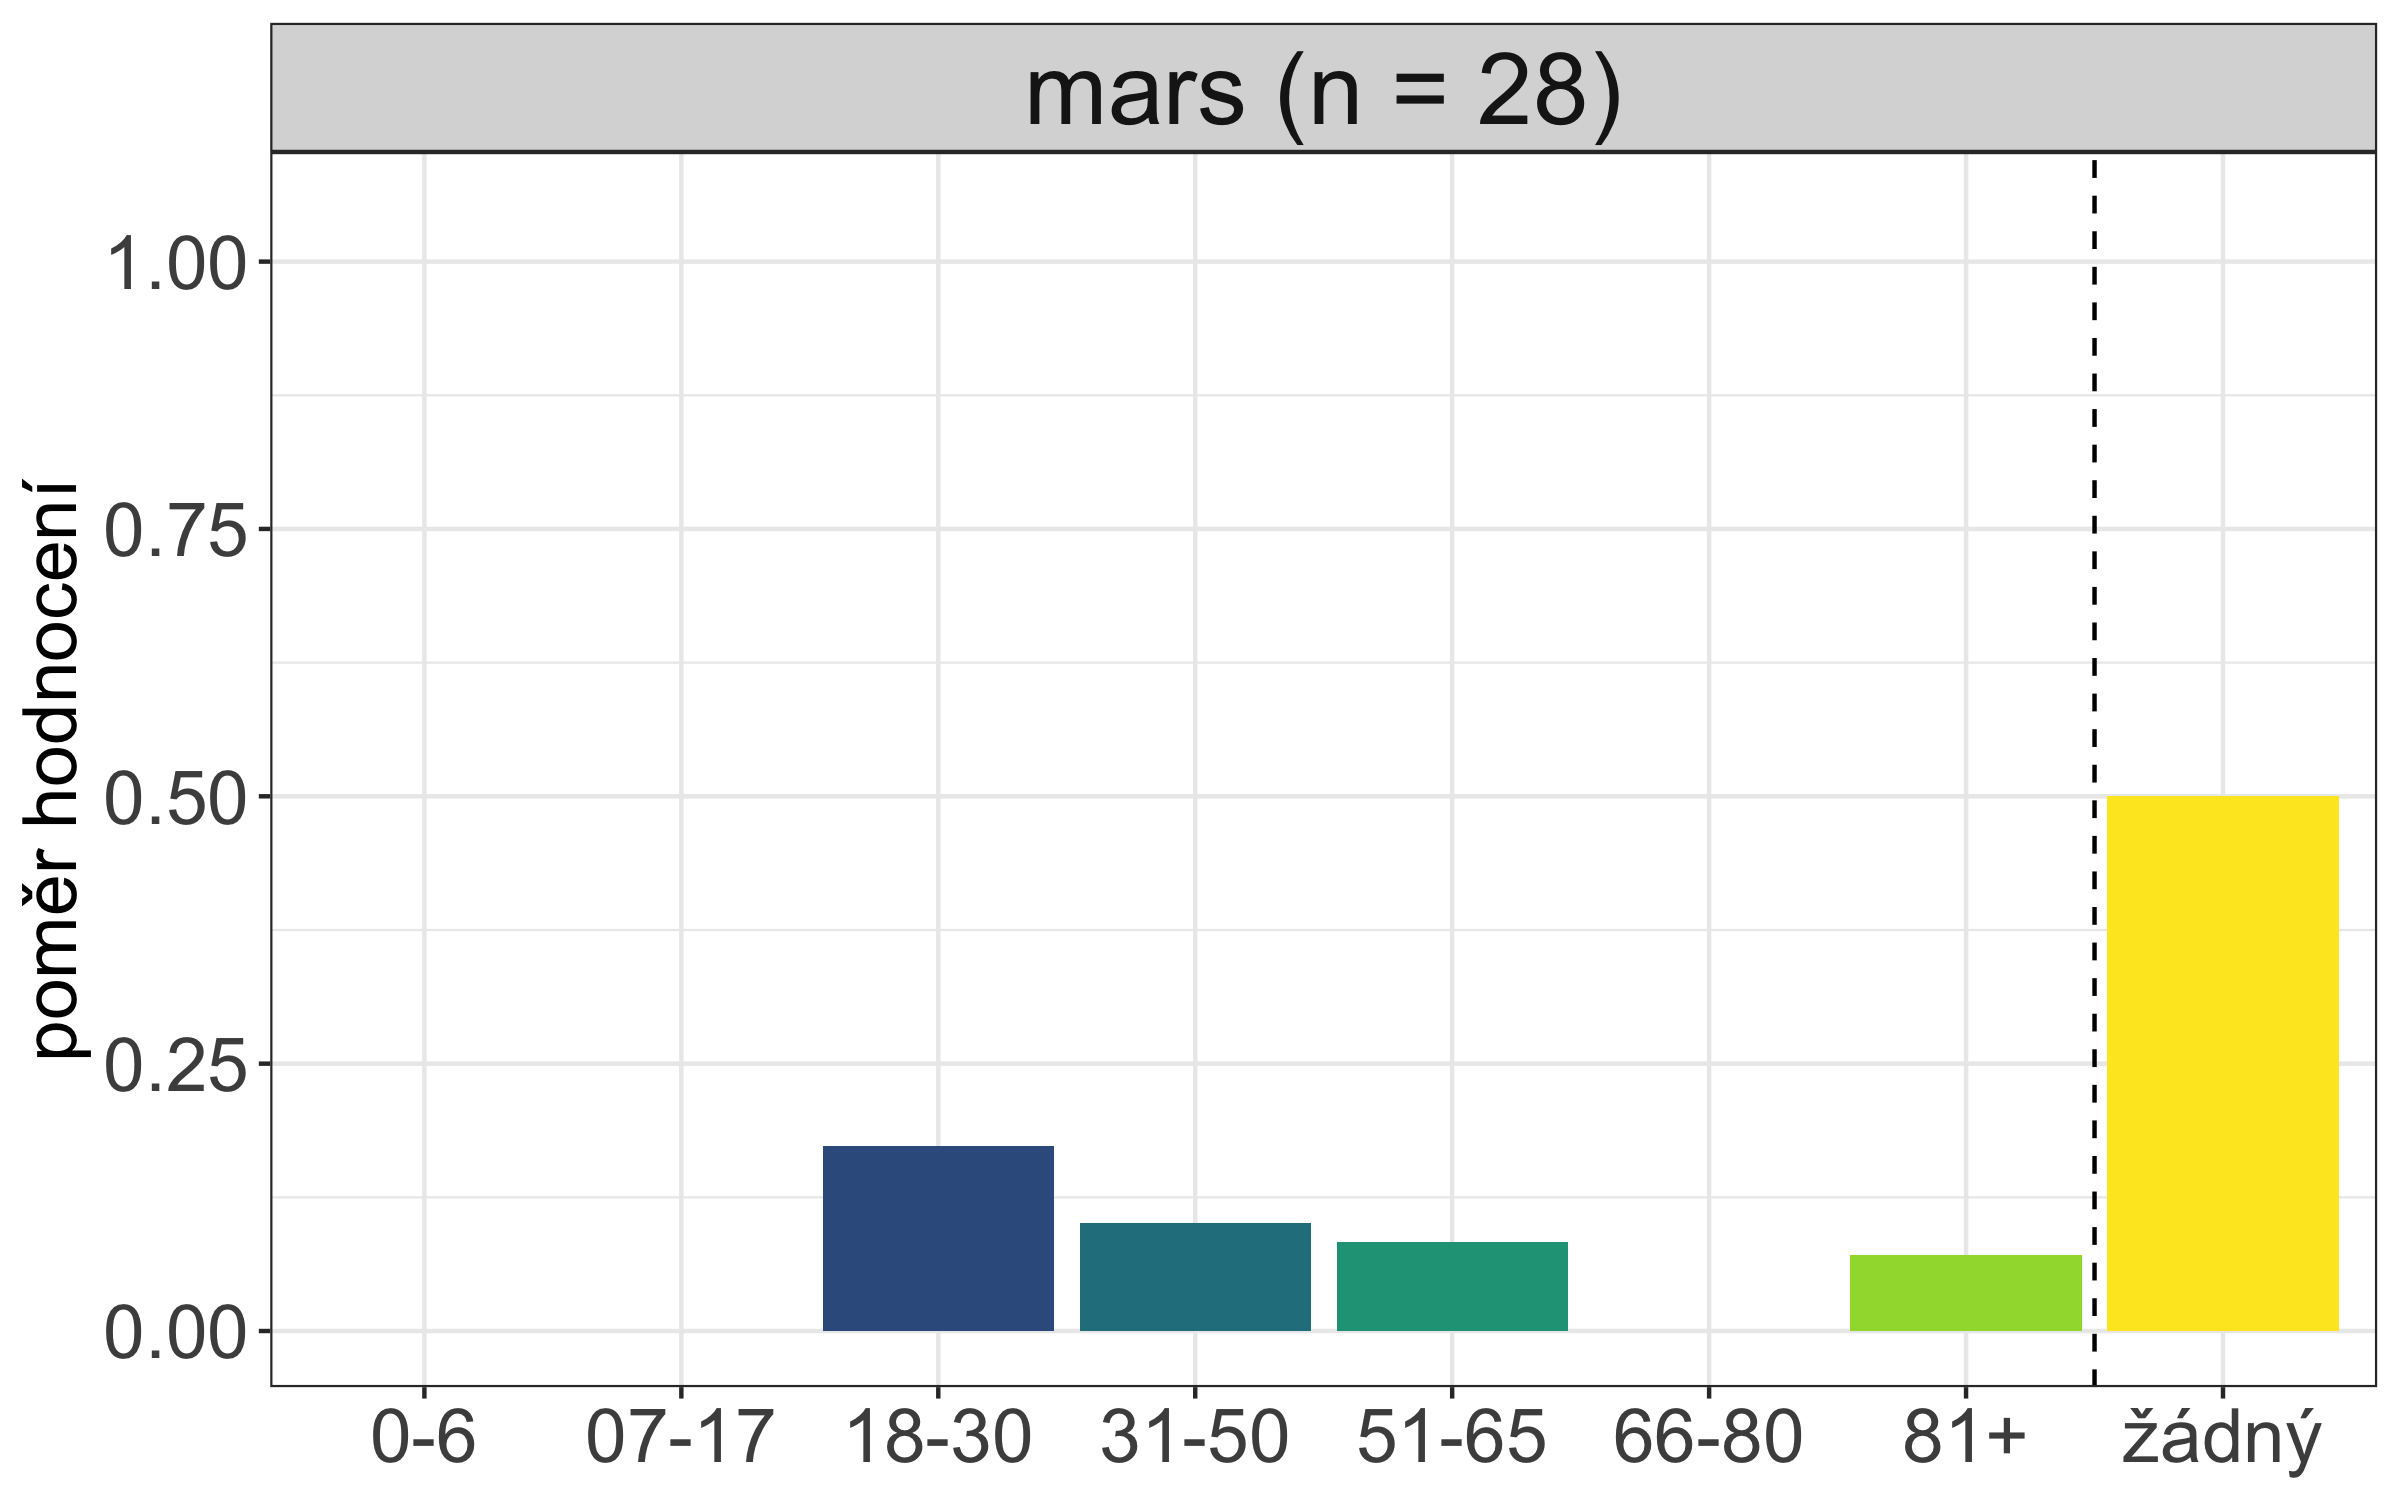 mars (n = 28)
poměr hodnocení
1.00
0.75
0.50
0.25
0.00
0-6 07-17 18-30 31-50 51-65 66-80 81+ žádný